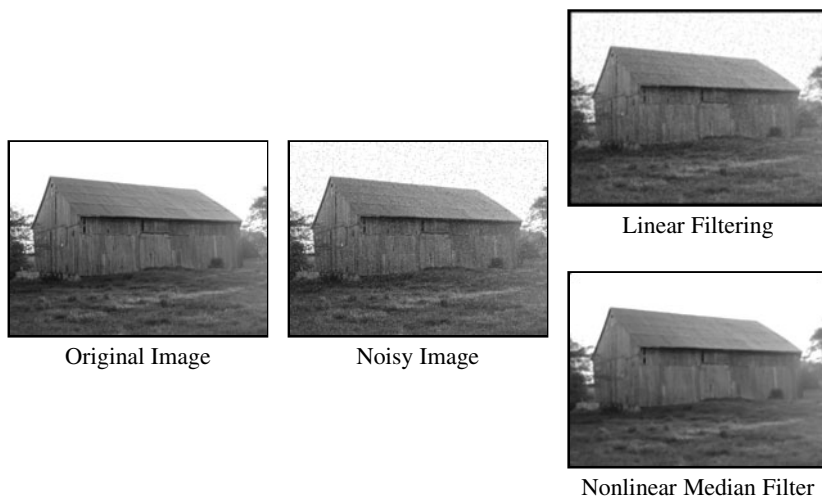 Linear Filtering
Original Image
Noisy Image
Nonlinear Median Filter